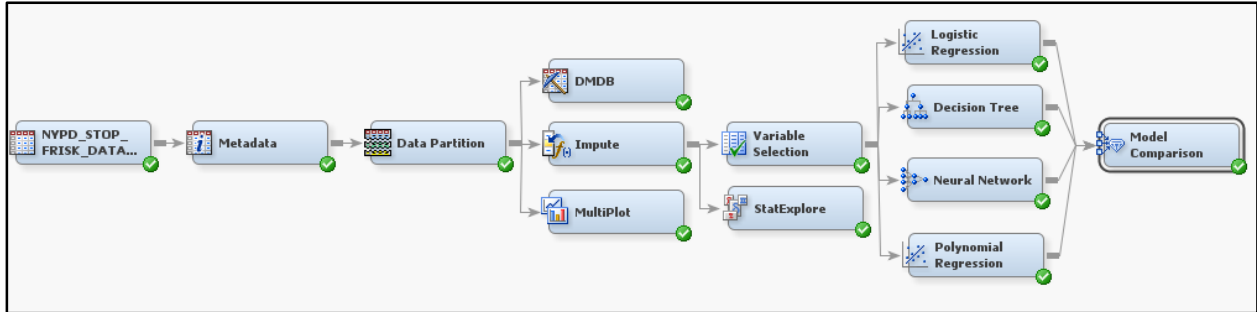 NYPD_STOP_
FRISK_DATA...
Metadata
Data Partition
DMDB
Impute
MultiPlot
Variable
Selection
StatExplore
Logistic
Regression
Decision Tree
Neural Network
Polynomial
Regression
Model
Comparison